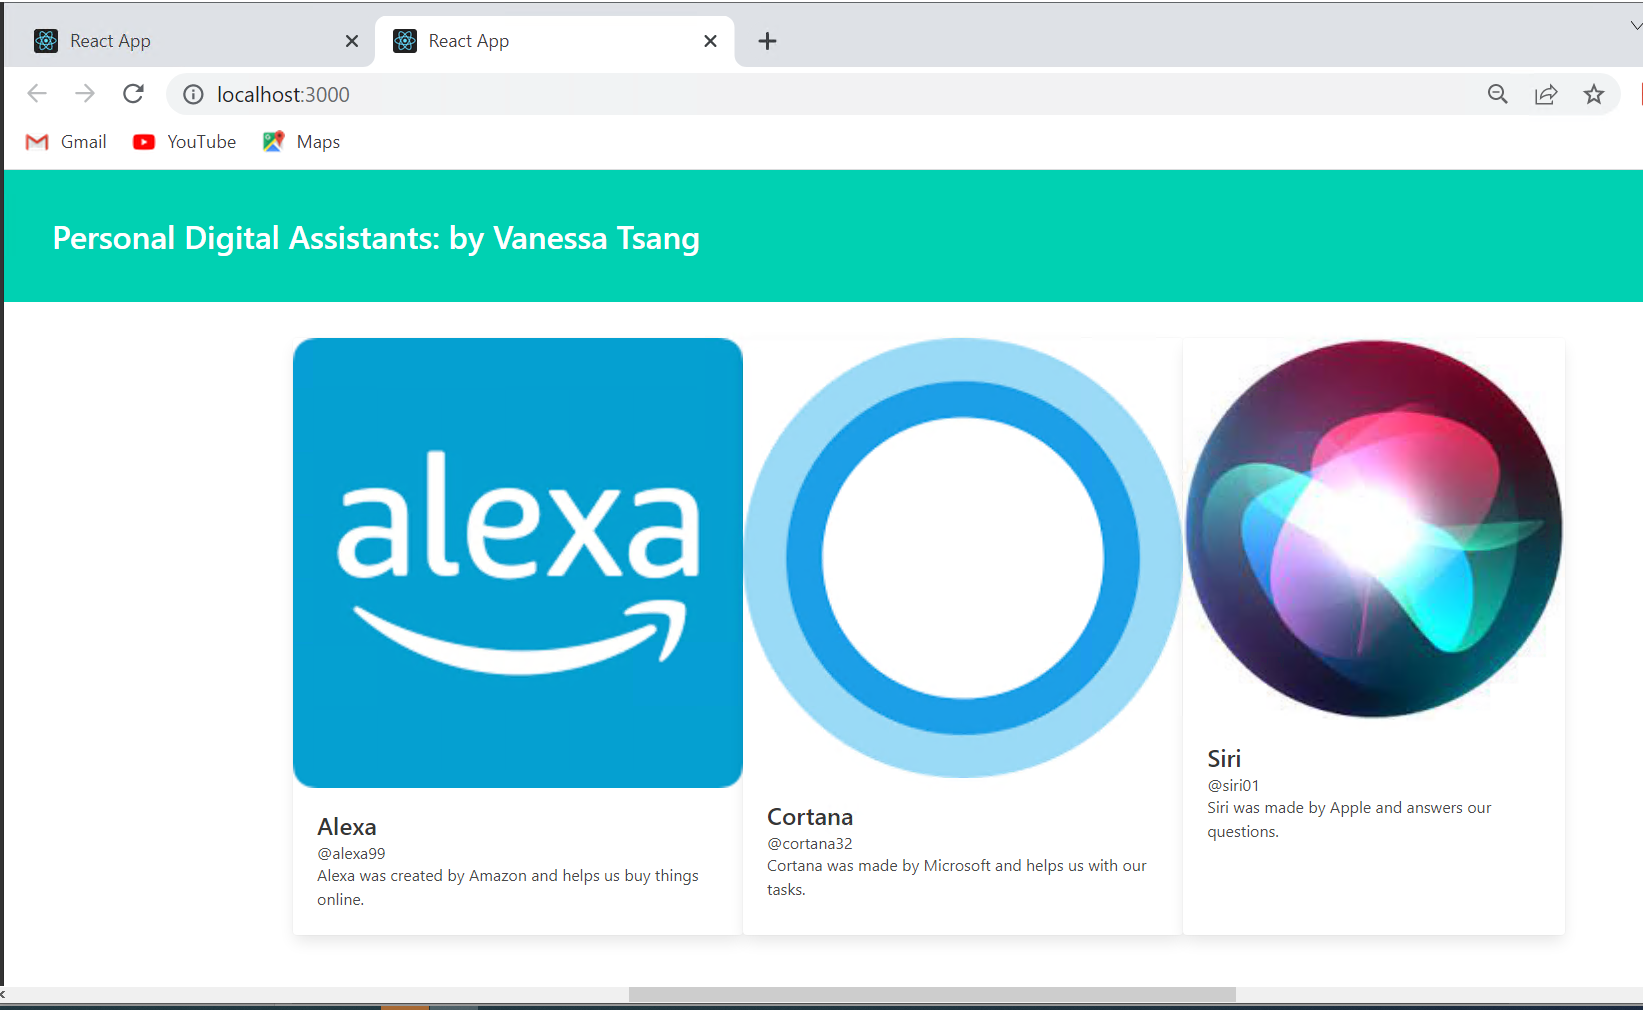 React App
React App
localhost:3000
Gmail
YouTube
Maps
Personal Digital Assistants: by Vanessa Tsang
alexa
Alexa
@alexa99
Alexa was created by Amazon and helps us buy things
online.
Cortana
@cortana32
Cortana was made by Microsoft and helps us with our
tasks.
Siri
@siri01
Siri was made by Apple and answers our
questions.